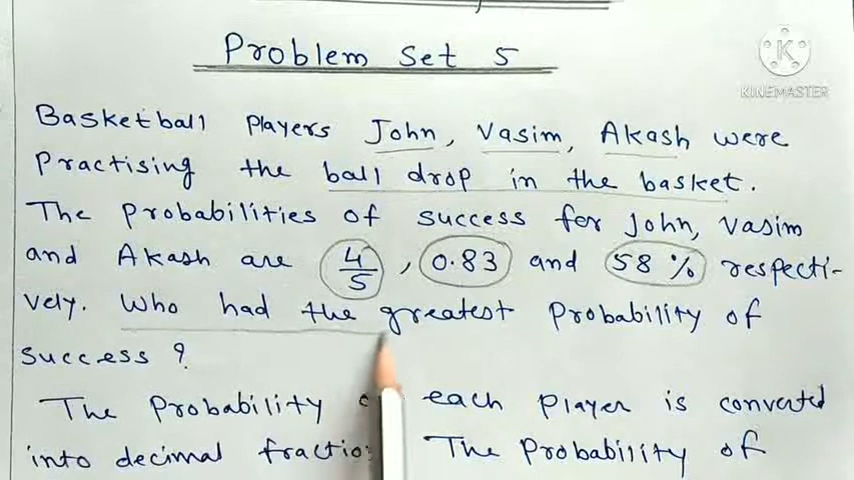 Problem Set 5
KINEMASTER
Basketball Players John, Vasim, Akash were
Practising the ball drop in the basket.
The Probabilities of success for John, Vasim
and Akash are 4/5, 0.83 and 58% respecti-
vely. Who had the greatest Probability of
success?
The Probability each Player is converted
into decimal The Probability of